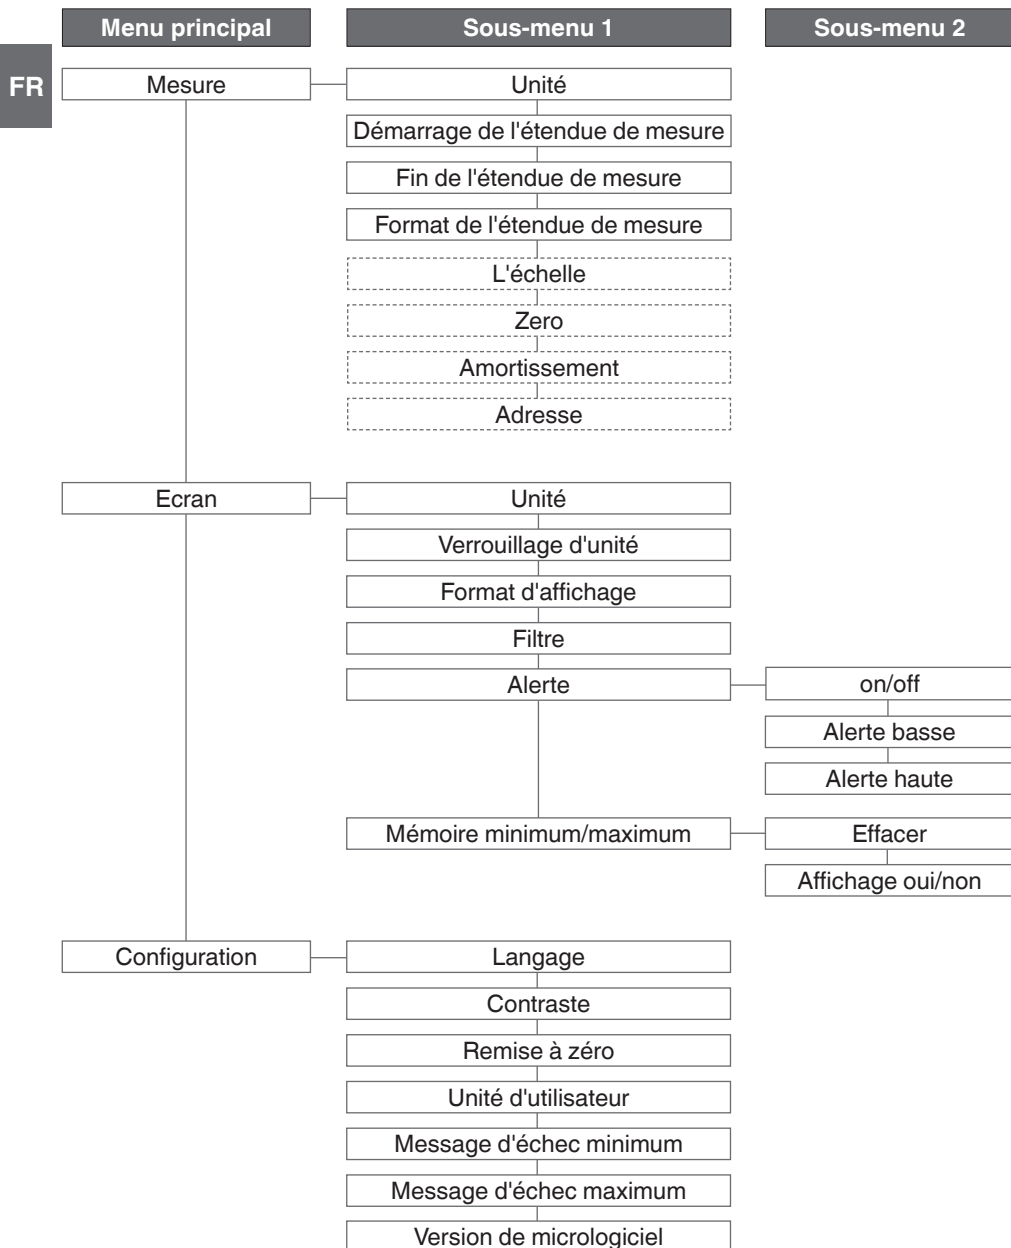 Menu principal
Sous-menu 1
Sous-menu 2
FR
Mesure
Unité
Démarrage de l'étendue de mesure
Fin de l'étendue de mesure
Format de l'étendue de mesure
L'échelle
Zero
Amortissement
Adresse
Ecran
Unité
Verrouillage d'unité
Format d'affichage
Filtre
Alerte
on/off
Alerte basse
Alerte haute
Mémoire minimum/maximum
Effacer
Affichage oui/non
Configuration
Langage
Contraste
Remise à zéro
Unité d'utilisateur
Message d'échec minimum
Message d'échec maximum
Version de micrologiciel